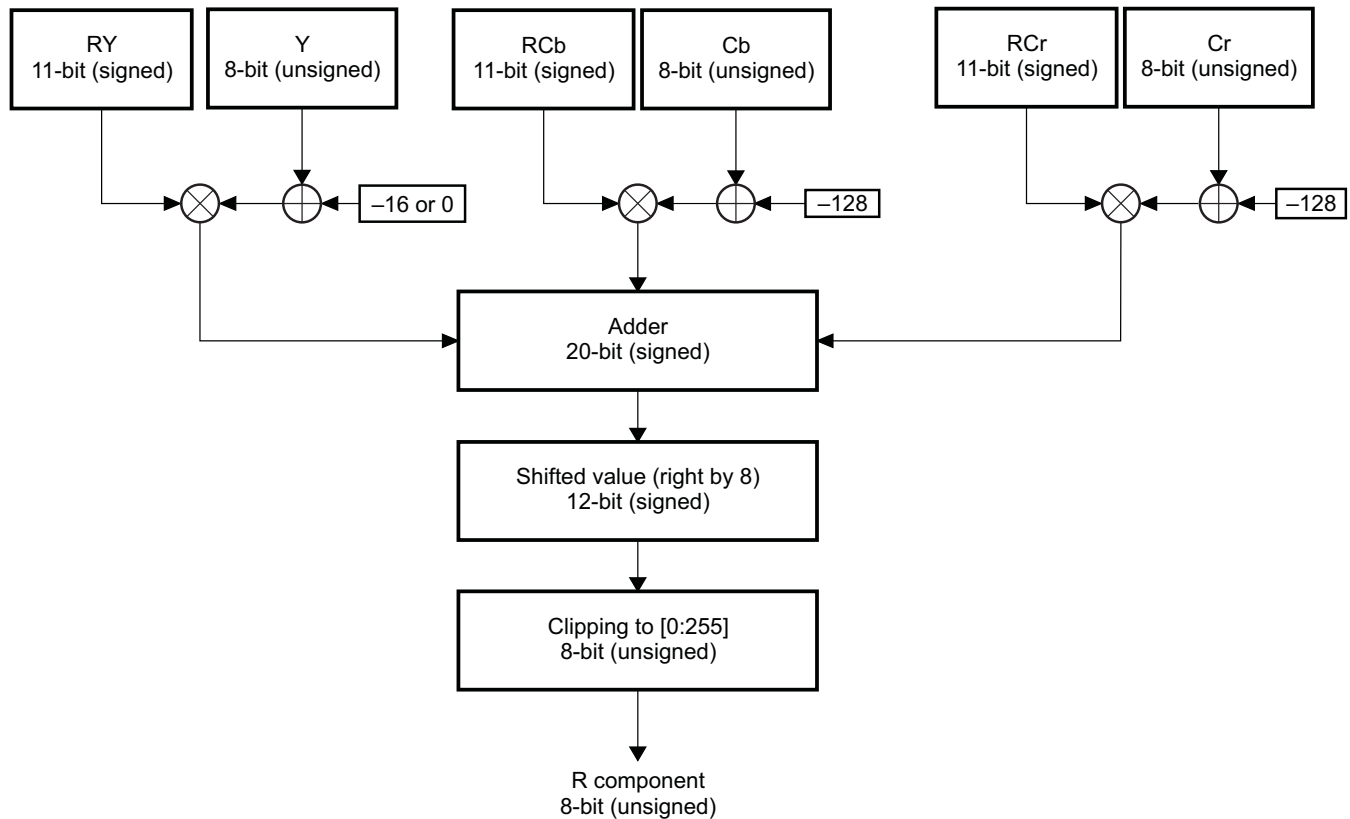 RY
11-bit (signed)
Y
8-bit (unsigned)
RCb
11-bit (signed)
Cb
8-bit (unsigned)
RCr
11-bit (signed)
Cr
8-bit (unsigned)
–16 or 0
–128
–128
Adder
20-bit (signed)
Shifted value (right by 8)
12-bit (signed)
Clipping to [0:255]
8-bit (unsigned)
R component
8-bit (unsigned)